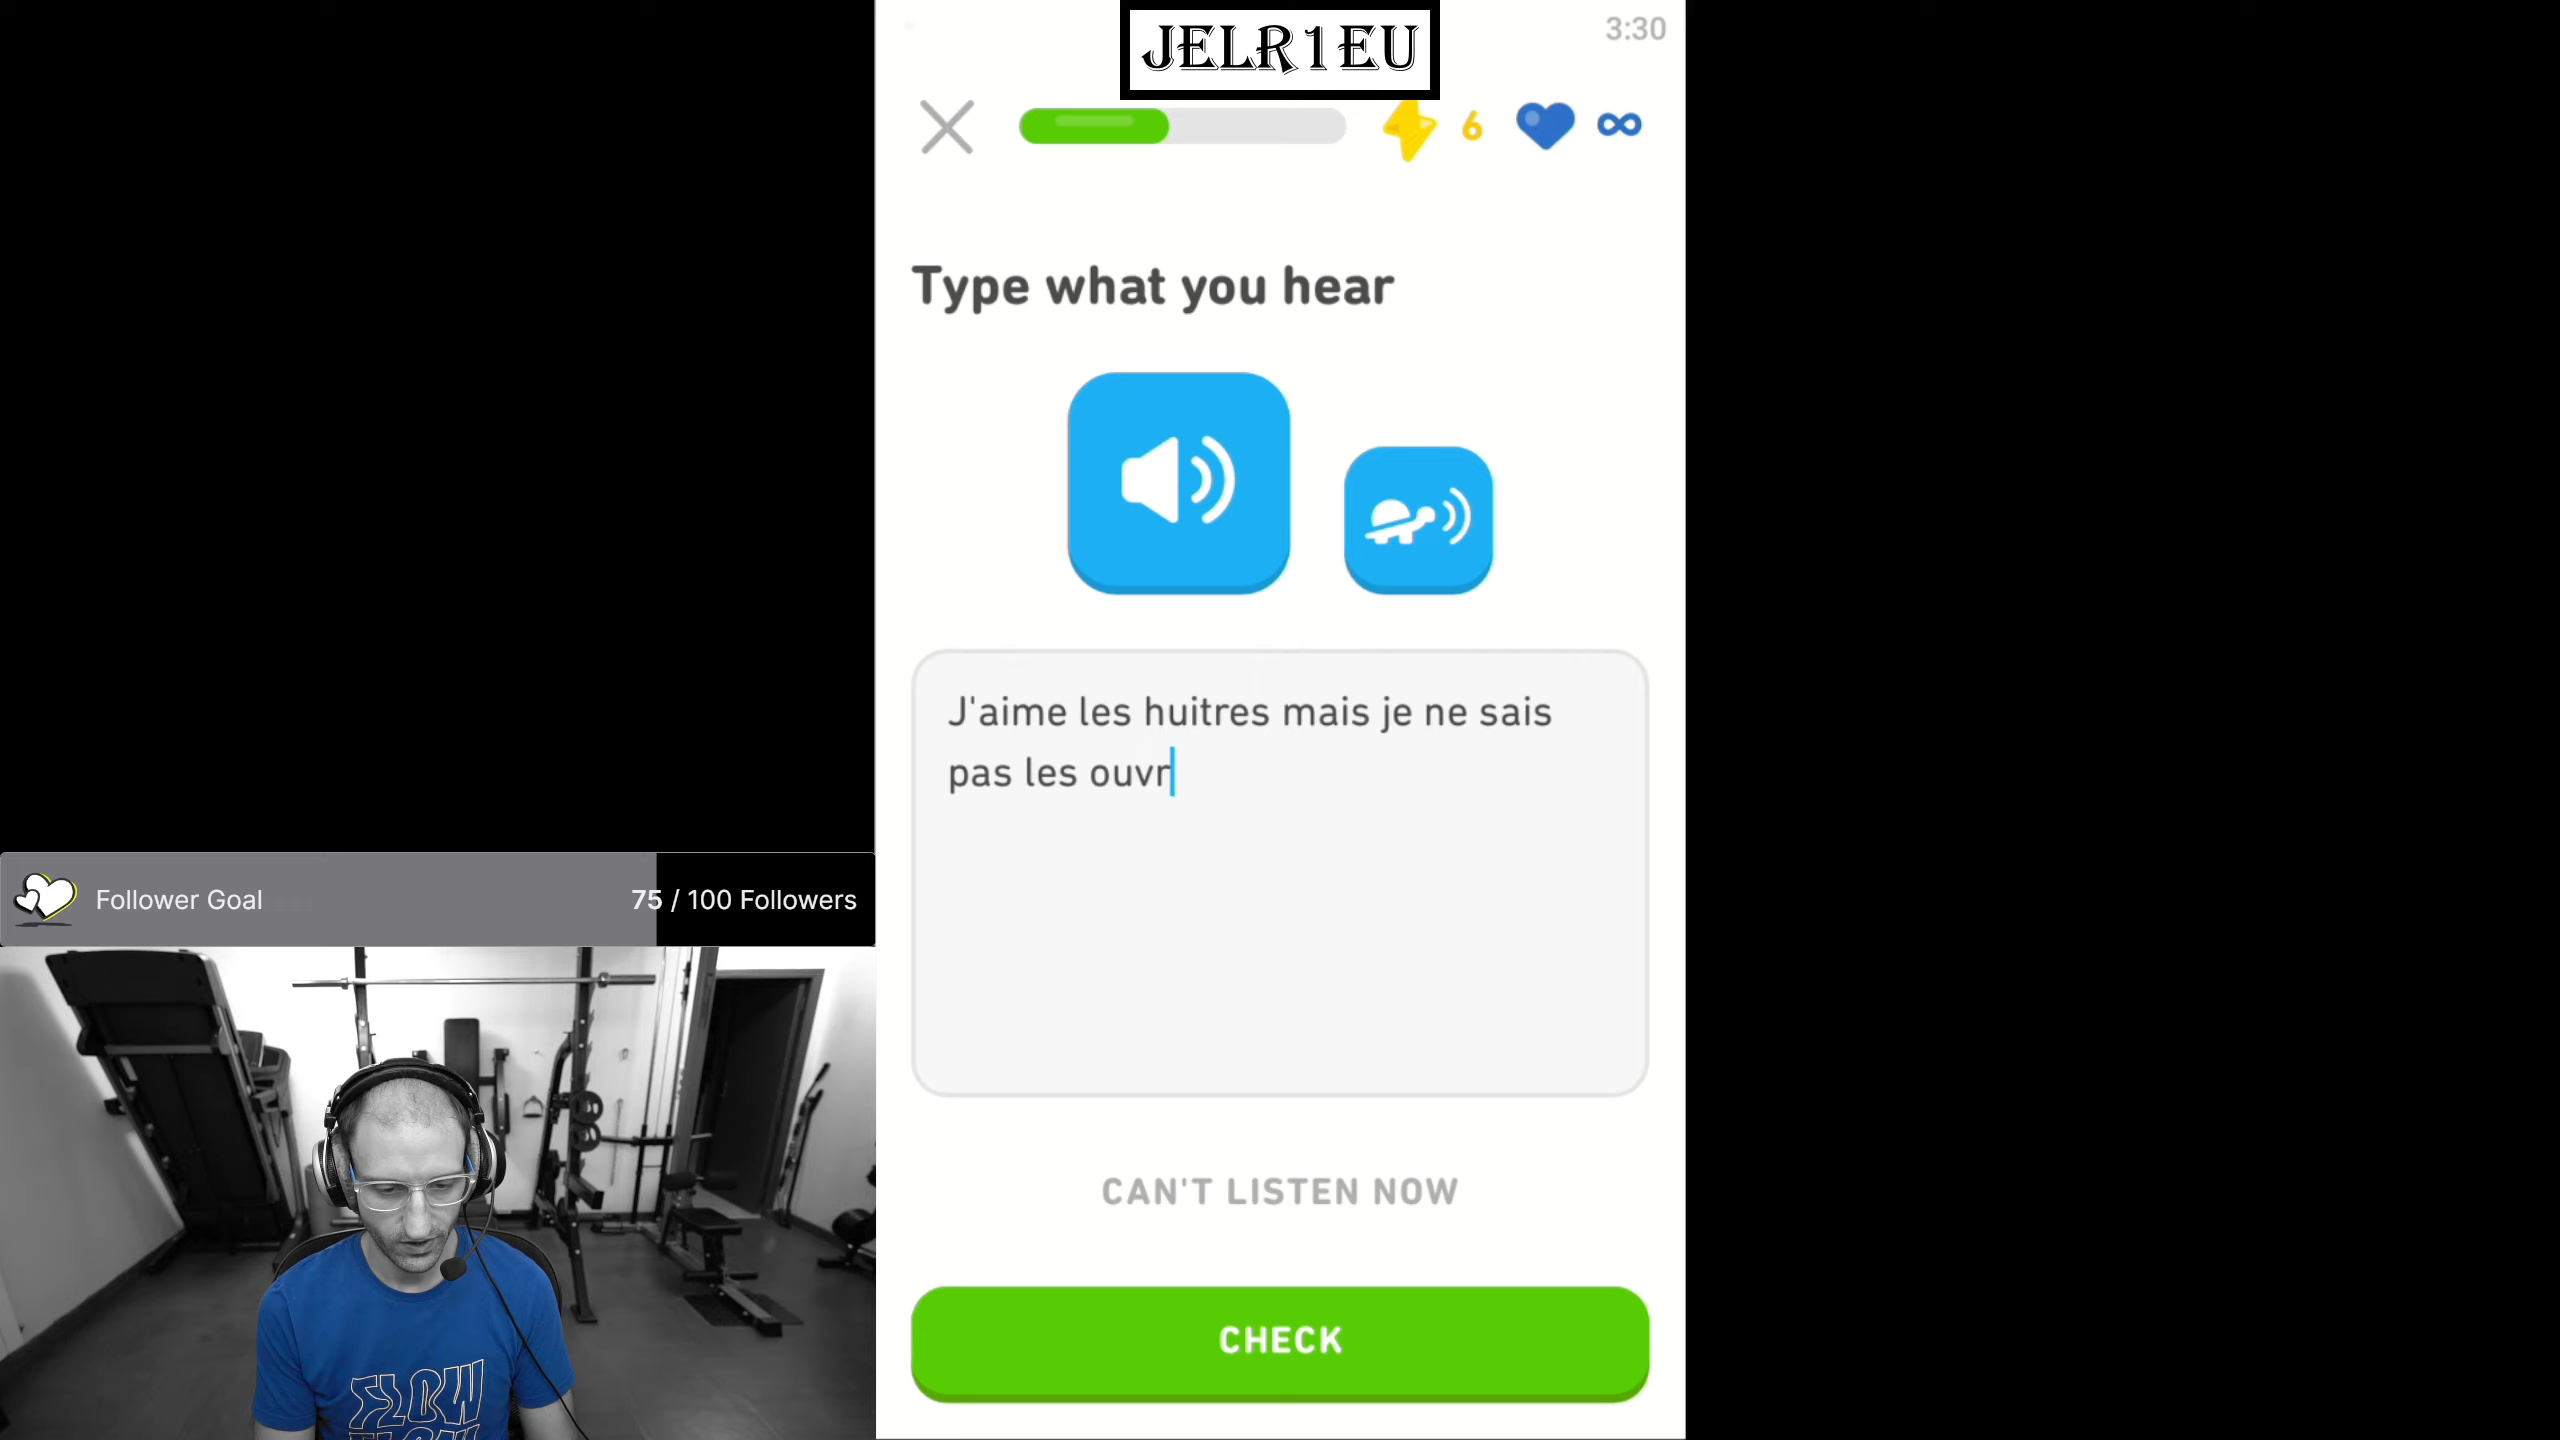 JELR1EU
3:30
6
∞
Type what you hear
J'aime les huitres mais je ne sais
pas les ouvr
CAN'T LISTEN NOW
CHECK
Follower Goal
75 / 100 Followers
FLOW